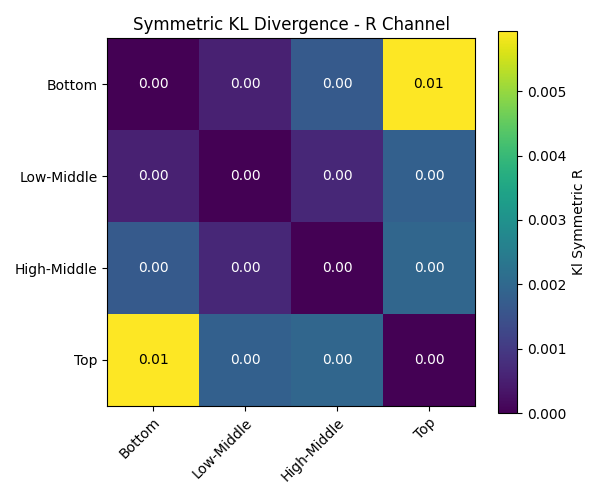 Symmetric KL Divergence - R Channel
Bottom
0.00 0.00 0.00 0.01
Low-Middle
0.00 0.00 0.00 0.00
High-Middle
0.00 0.00 0.00 0.00
Top
0.01 0.00 0.00 0.00
Bottom
Low-Middle
High-Middle
Top
0.005
0.004
0.003
0.002
0.001
0.000
Kl Symmetric R